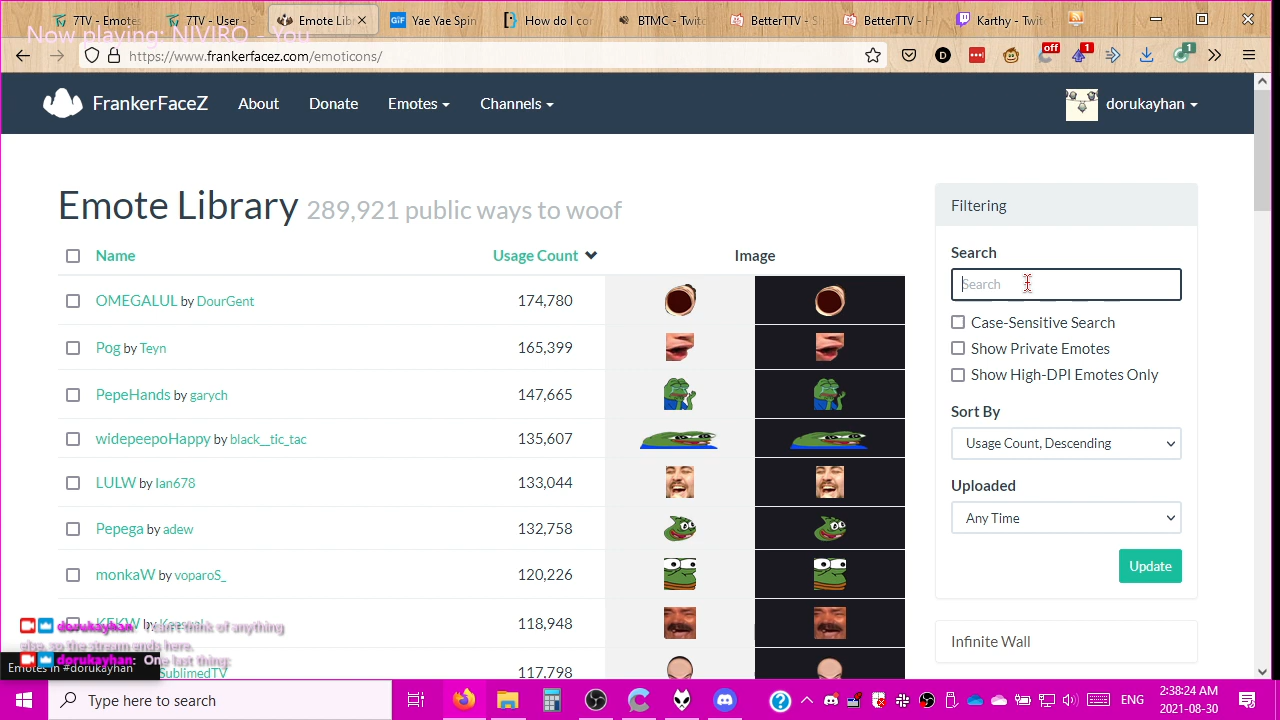 7TV - Emote
7TV - User - S
Emote Libr
GIF Yae Yae Spin
How do I co
BTMC - Twitc
BetterTTV - S
BetterTTV - 
Karthy - Twit
Now playing: NIVIRO - You
https://www.frankerfacez.com/emoticons/
D
off
1
1
FrankerFaceZ
About
Donate
Emotes
Channels
dorukayhan
Emote Library 289,921 public ways to woof
Name
Usage Count
Image
OMEGALUL by DourGent
174,780
Pog by Teyn
165,399
PepeHands by garych
147,665
widepeepoHappy by black__tic_tac
135,607
LULW by Ian678
133,044
Pepega by adew
132,758
monkaW by voparoS_
120,226
KEKW by
118,948
SublimedTV
117,798
Filtering
Search
Search
Case-Sensitive Search
Show Private Emotes
Show High-DPI Emotes Only
Sort By
Usage Count, Descending
Uploaded
Any Time
Update
Infinite Wall
dorukayhan: I can't think of anything
else, so the stream ends here.
dorukayhan: One last thing:
Emotes in #dorukayhan
Type here to search
ENG
2:38:24 AM
2021-08-30